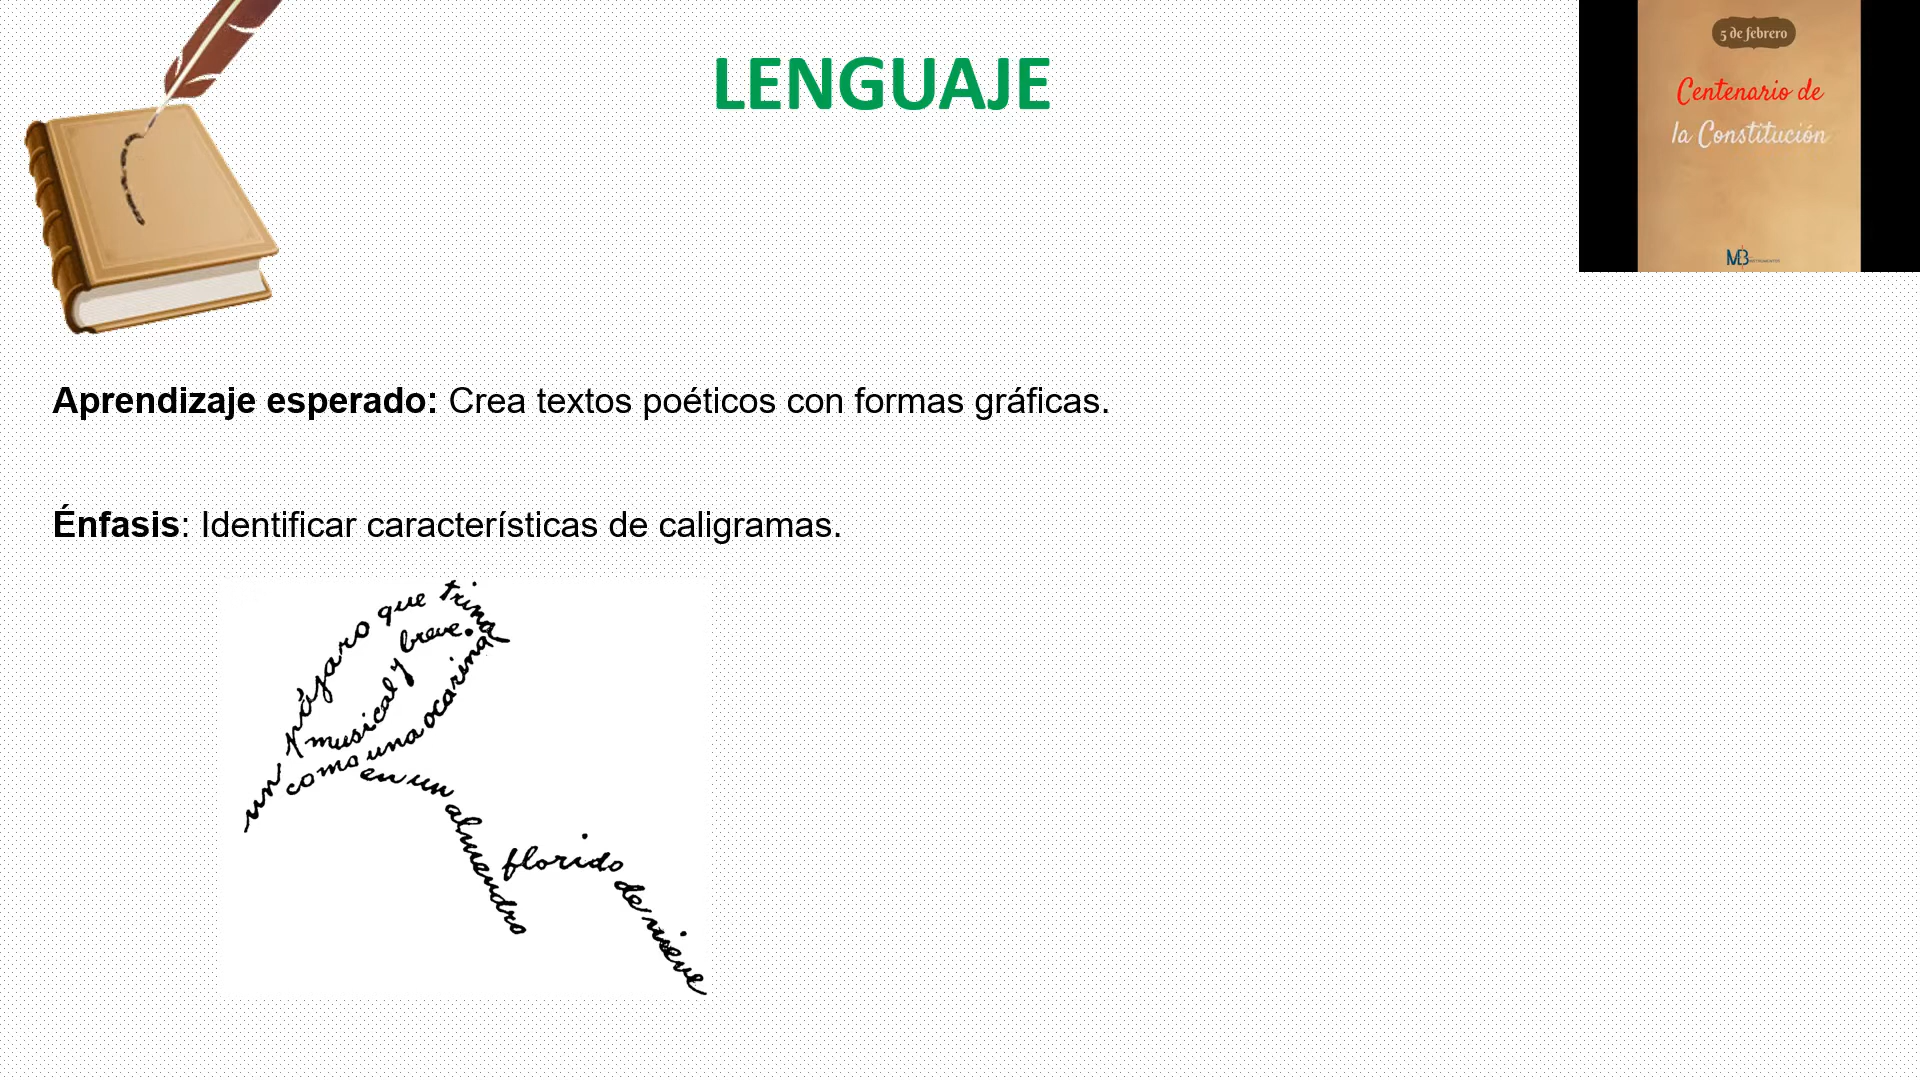 LENGUAJE
5 de febrero
Centenario de
la Constitución
MB
Aprendizaje esperado: Crea textos poéticos con formas gráficas.
Énfasis: Identificar características de caligramas.
un pájaro que trina
musical y breve.
como una ocarina
en un almendro
florido de nieve